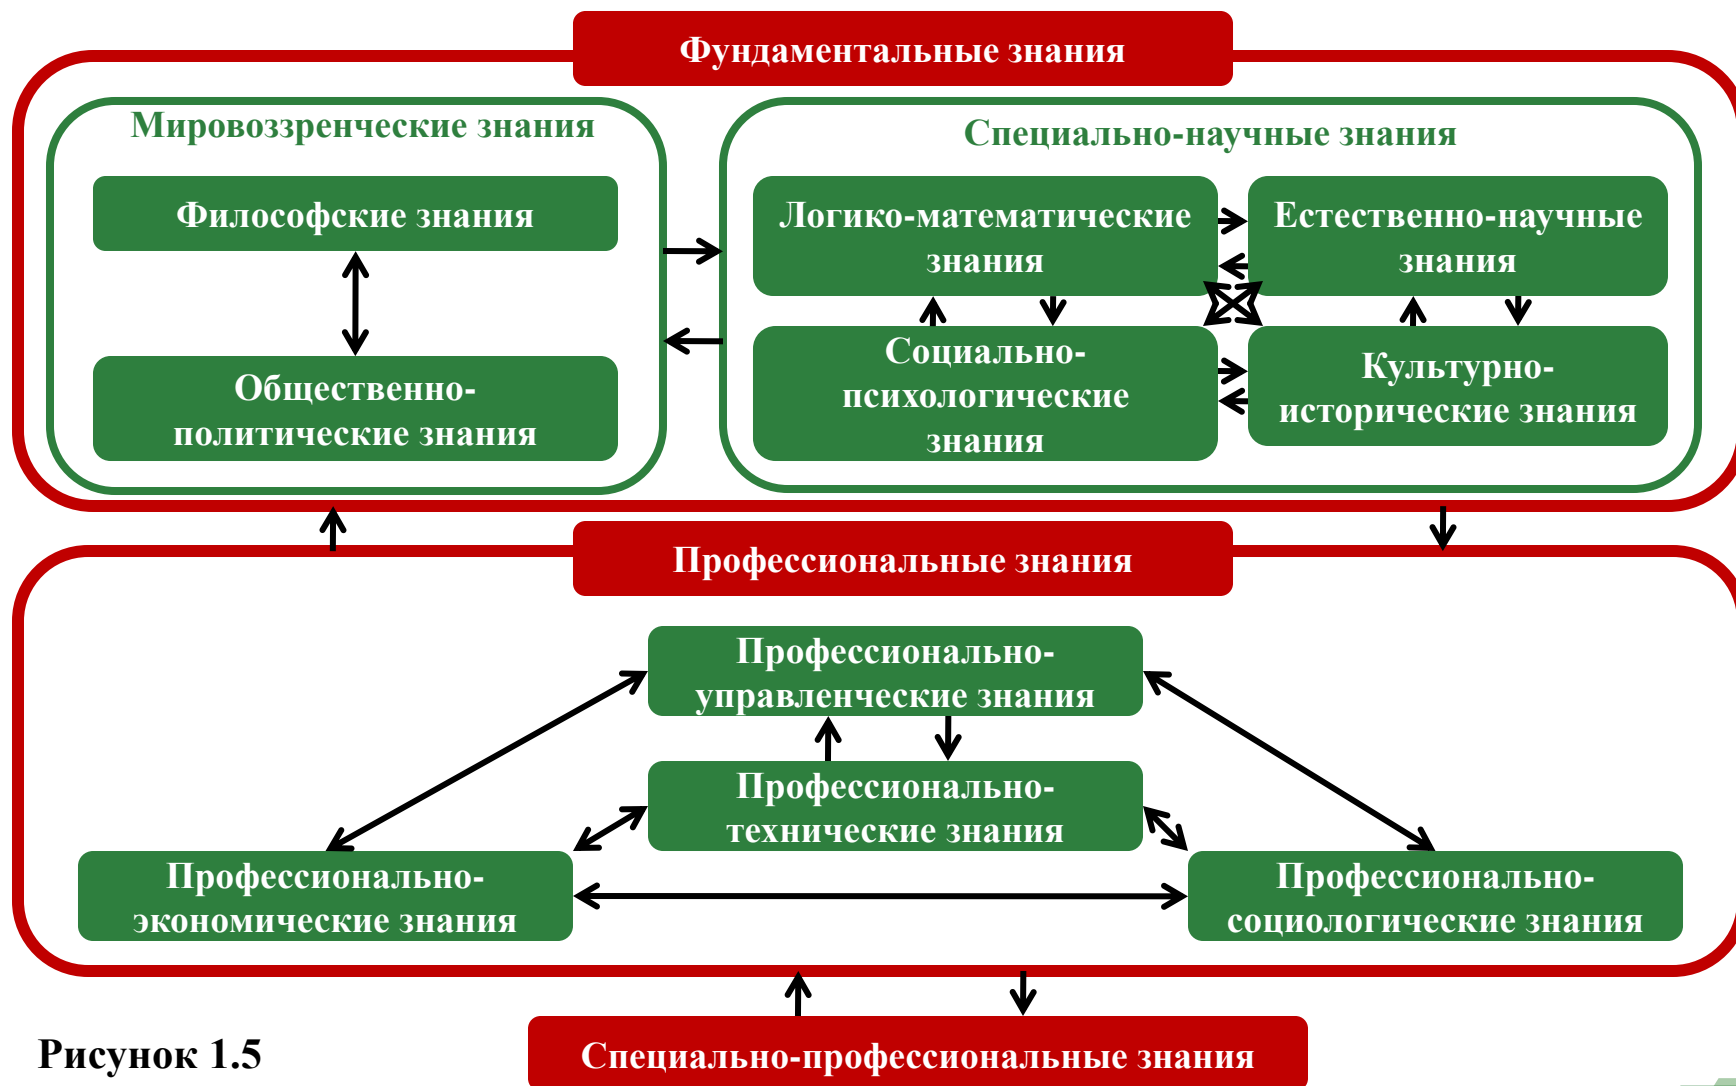 Фундаментальные знания
Мировоззренческие знания
Специально-научные знания
Философские знания
Общественно-
политические знания
Логико-математические
знания
Естественно-научные
знания
Социально-
психологические
знания
Культурно-
исторические знания
Профессиональные знания
Профессионально-
управленческие знания
Профессионально-
технические знания
Профессионально-
экономические знания
Профессионально-
социологические знания
Рисунок 1.5
Специально-профессиональные знания